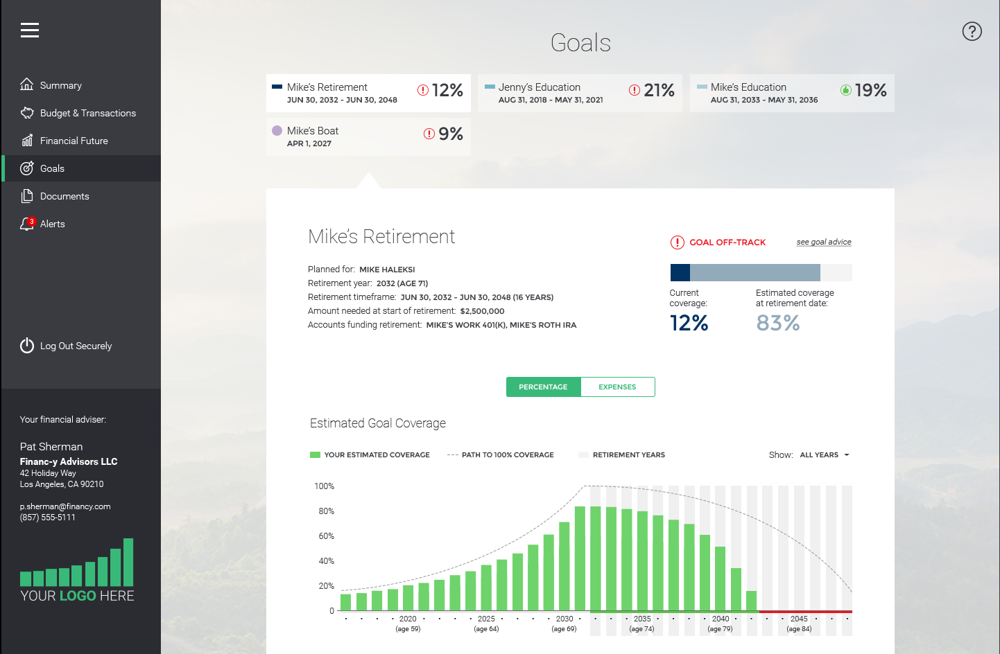 Summary
Budget & Transactions
Financial Future
Goals
Documents
3
Alerts
Log Out Securely
Your financial adviser:
Pat Sherman
Financ-y Advisors LLC
42 Holiday Way
Los Angeles, CA 90210
p.sherman@financy.com
(857) 555-5111
YOUR LOGO HERE
Goals
?
Mike's Retirement
JUN 30, 2032 - JUN 30, 2048
! 12%
Jenny's Education
AUG 31, 2018 - MAY 31, 2021
! 21%
Mike's Education
AUG 31, 2033 - MAY 31, 2036
19%
Mike's Boat
APR 1, 2027
! 9%
Mike's Retirement
Planned for: MIKE HALEKSI
Retirement year: 2032 (AGE 71)
Retirement timeframe: JUN 30, 2032 - JUN 30, 2048 (16 YEARS)
Amount needed at start of retirement: $2,500,000
Accounts funding retirement: MIKE'S WORK 401(K), MIKE'S ROTH IRA
! GOAL OFF-TRACK
see goal advice
Current
coverage:
12%
Estimated coverage
at retirement date:
83%
PERCENTAGE
EXPENSES
Estimated Goal Coverage
YOUR ESTIMATED COVERAGE
PATH TO 100% COVERAGE
RETIREMENT YEARS
Show: ALL YEARS
100%
80%
60%
40%
20%
0
2020 2025 2030 2035 2040 2045
(age 59) (age 64) (age 69) (age 74) (age 79) (age 84)